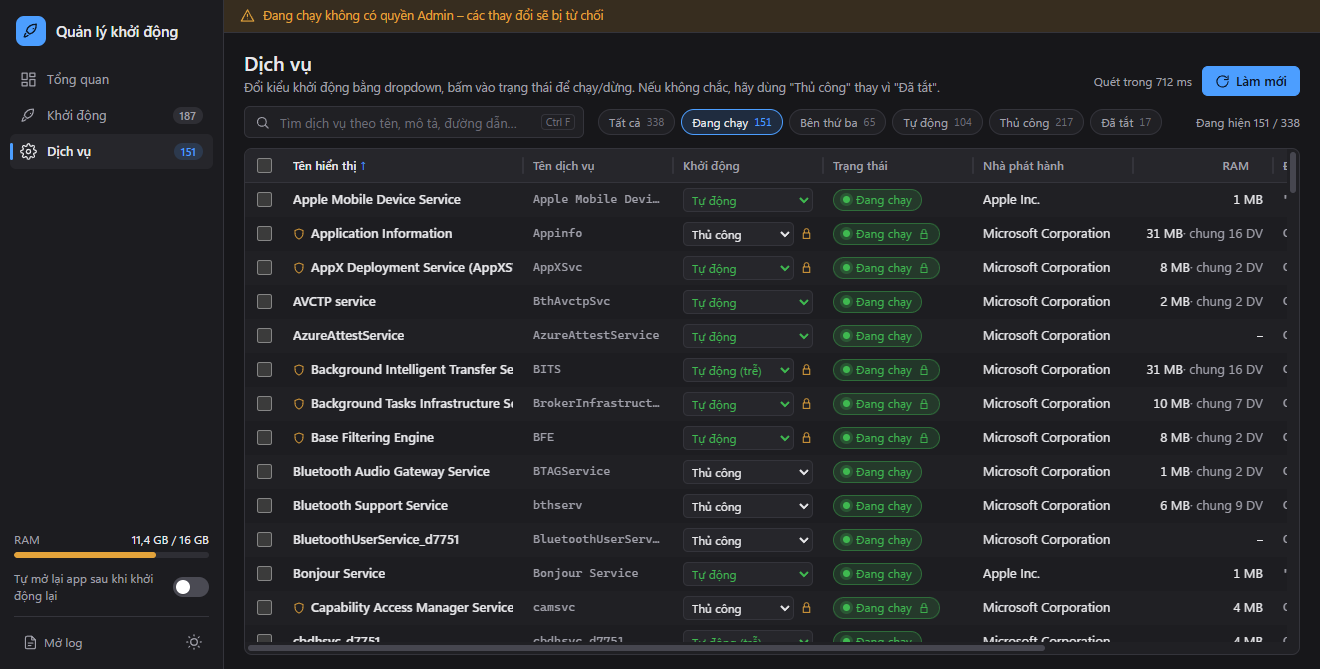 Quản lý khởi động
Tổng quan
Khởi động 187
Dịch vụ 151
RAM 11,4 GB / 16 GB
Tự mở lại app sau khi khởi
động lại
Mở log
Đang chạy không có quyền Admin – các thay đổi sẽ bị từ chối
Dịch vụ
Đổi kiểu khởi động bằng dropdown, bấm vào trạng thái để chạy/dừng. Nếu không chắc, hãy dùng "Thủ công" thay vì "Đã tắt".
Quét trong 712 ms Làm mới
Tìm dịch vụ theo tên, mô tả, đường dẫn... Ctrl F Tất cả 338 Đang chạy 151 Bên thứ ba 65 Tự động 104 Thủ công 217 Đã tắt 17 Đang hiện 151 / 338
Tên hiển thị ↑ Tên dịch vụ Khởi động Trạng thái Nhà phát hành RAM
Apple Mobile Device Service Apple Mobile Devi... Tự động Đang chạy Apple Inc. 1 MB
Application Information Appinfo Thủ công Đang chạy Microsoft Corporation 31 MB· chung 16 DV
AppX Deployment Service (AppXS AppXSvc Tự động Đang chạy Microsoft Corporation 8 MB· chung 2 DV
AVCTP service BthAvctpSvc Tự động Đang chạy Microsoft Corporation 2 MB· chung 2 DV
AzureAttestService AzureAttestService Tự động Đang chạy Microsoft Corporation –
Background Intelligent Transfer Se BITS Tự động (trễ) Đang chạy Microsoft Corporation 31 MB· chung 16 DV
Background Tasks Infrastructure Se BrokerInfrastruct... Tự động Đang chạy Microsoft Corporation 10 MB· chung 7 DV
Base Filtering Engine BFE Tự động Đang chạy Microsoft Corporation 8 MB· chung 2 DV
Bluetooth Audio Gateway Service BTAGService Thủ công Đang chạy Microsoft Corporation 1 MB· chung 2 DV
Bluetooth Support Service bthserv Thủ công Đang chạy Microsoft Corporation 6 MB· chung 9 DV
BluetoothUserService_d7751 BluetoothUserServ... Thủ công Đang chạy Microsoft Corporation –
Bonjour Service Bonjour Service Tự động Đang chạy Apple Inc. 1 MB
Capability Access Manager Service camsvc Thủ công Đang chạy Microsoft Corporation 4 MB
cbdhsvc_d7751 cbdhsvc_d7751 Tự động (trễ) Đang chạy Microsoft Corporation 4 MB